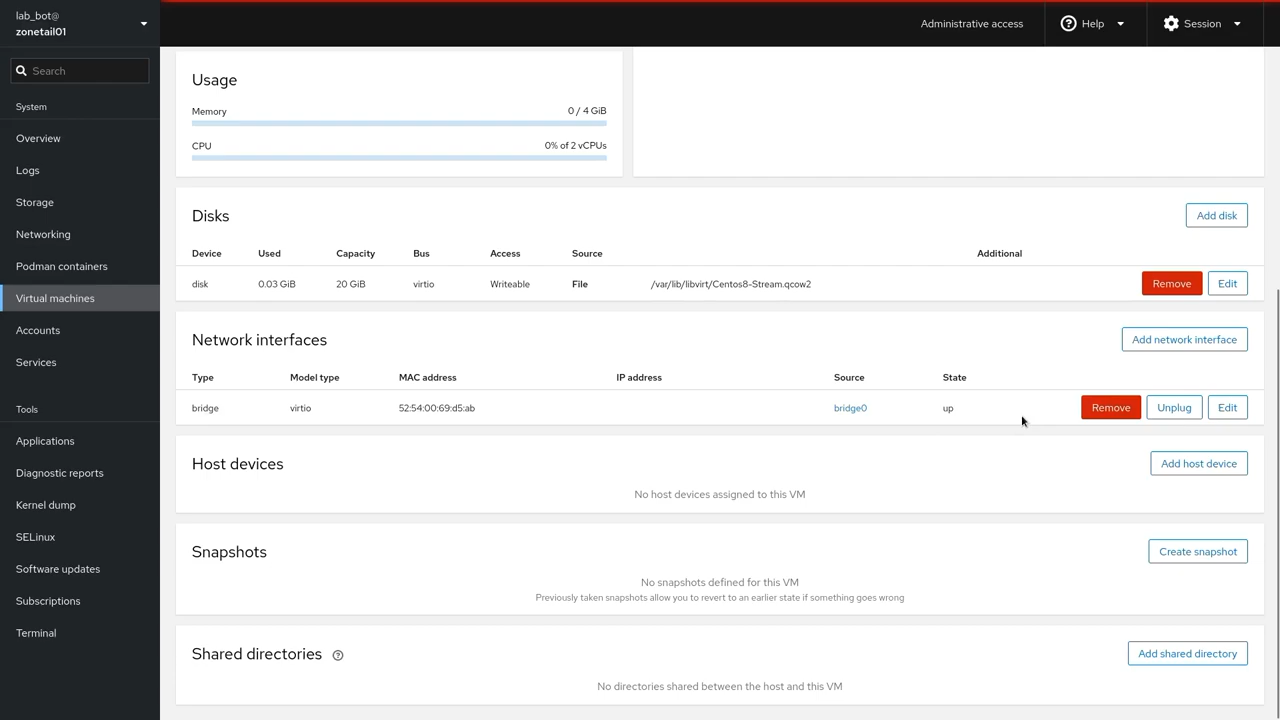 lab_bot@
zonetail01
Administrative access
Help
Session
Search
System
Overview
Logs
Storage
Networking
Podman containers
Virtual machines
Accounts
Services
Tools
Applications
Diagnostic reports
Kernel dump
SELinux
Software updates
Subscriptions
Terminal
Usage
Memory 0 / 4 GiB
CPU 0% of 2 vCPUs
Disks Add disk
Device Used Capacity Bus Access Source Additional
disk 0.03 GiB 20 GiB virtio Writeable File /var/lib/libvirt/Centos8-Stream.qcow2 Remove Edit
Network interfaces Add network interface
Type Model type MAC address IP address Source State
bridge virtio 52:54:00:69:d5:ab bridge0 up Remove Unplug Edit
Host devices Add host device
No host devices assigned to this VM
Snapshots Create snapshot
No snapshots defined for this VM
Previously taken snapshots allow you to revert to an earlier state if something goes wrong
Shared directories Add shared directory
No directories shared between the host and this VM